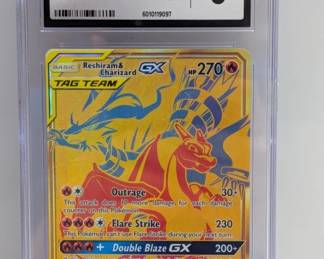 6010119097
BASIC Reshiram& Charizard GX HP 270
TAG TEAM
Outrage 30+
This attack does 10 more damage for each damage
counter on this Pokémon.
Flare Strike 230
This Pokémon can't use Flare Strike during your next turn.
+ Double Blaze GX 200+